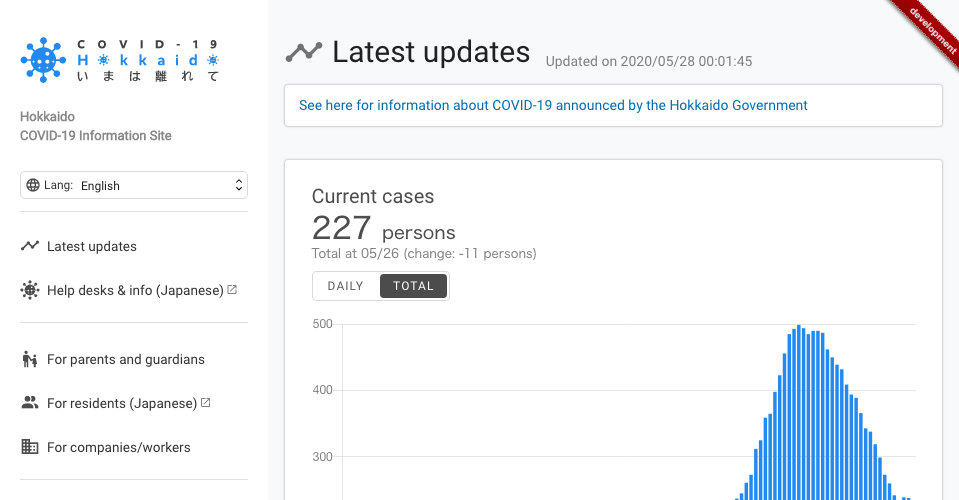 COVID-19
Hokkaido
いまは離れて
Hokkaido
COVID-19 Information Site
Lang: English
Latest updates
Help desks & info (Japanese)
For parents and guardians
For residents (Japanese)
For companies/workers
development
Latest updates
Updated on 2020/05/28 00:01:45
See here for information about COVID-19 announced by the Hokkaido Government
Current cases
227 persons
Total at 05/26 (change: -11 persons)
DAILY TOTAL
500
400
300